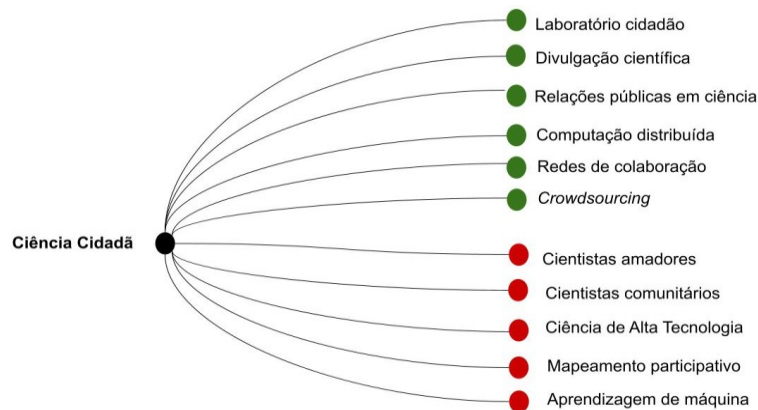 Laboratório cidadão
Divulgação científica
Relações públicas em ciência
Computação distribuída
Redes de colaboração
Crowdsourcing
Ciência Cidadã
Cientistas amadores
Cientistas comunitários
Ciência de Alta Tecnologia
Mapeamento participativo
Aprendizagem de máquina